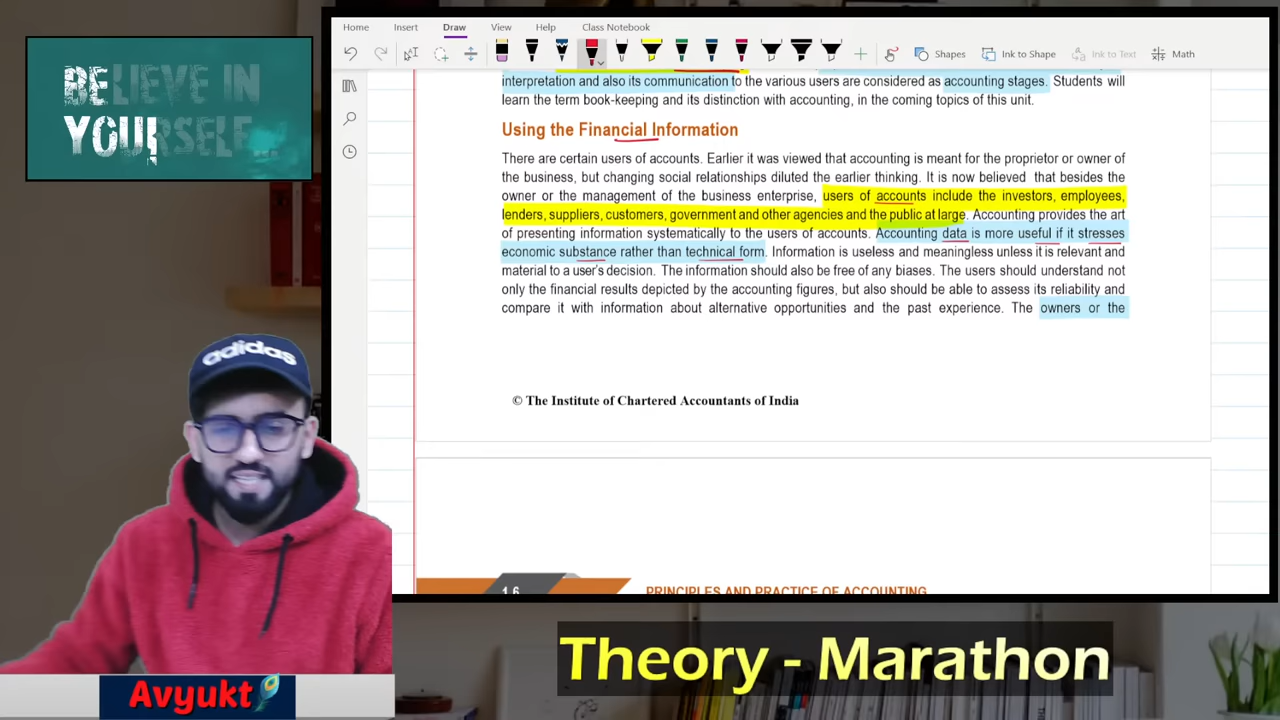 BELIEVE IN
YOURSELF...
Home Insert Draw View Help Class Notebook
Shapes Ink to Shape Ink to Text Math
interpretation and also its communication to the various users are considered as accounting stages. Students will
learn the term book-keeping and its distinction with accounting, in the coming topics of this unit.
Using the Financial Information
There are certain users of accounts. Earlier it was viewed that accounting is meant for the proprietor or owner of
the business, but changing social relationships diluted the earlier thinking. It is now believed that besides the
owner or the management of the business enterprise, users of accounts include the investors, employees,
lenders, suppliers, customers, government and other agencies and the public at large. Accounting provides the art
of presenting information systematically to the users of accounts. Accounting data is more useful if it stresses
economic substance rather than technical form. Information is useless and meaningless unless it is relevant and
material to a user's decision. The information should also be free of any biases. The users should understand not
only the financial results depicted by the accounting figures, but also should be able to assess its reliability and
compare it with information about alternative opportunities and the past experience. The owners or the
© The Institute of Chartered Accountants of India
1.6 PRINCIPLES AND PRACTICE OF ACCOUNTING
adidas
Avyukt
Theory - Marathon